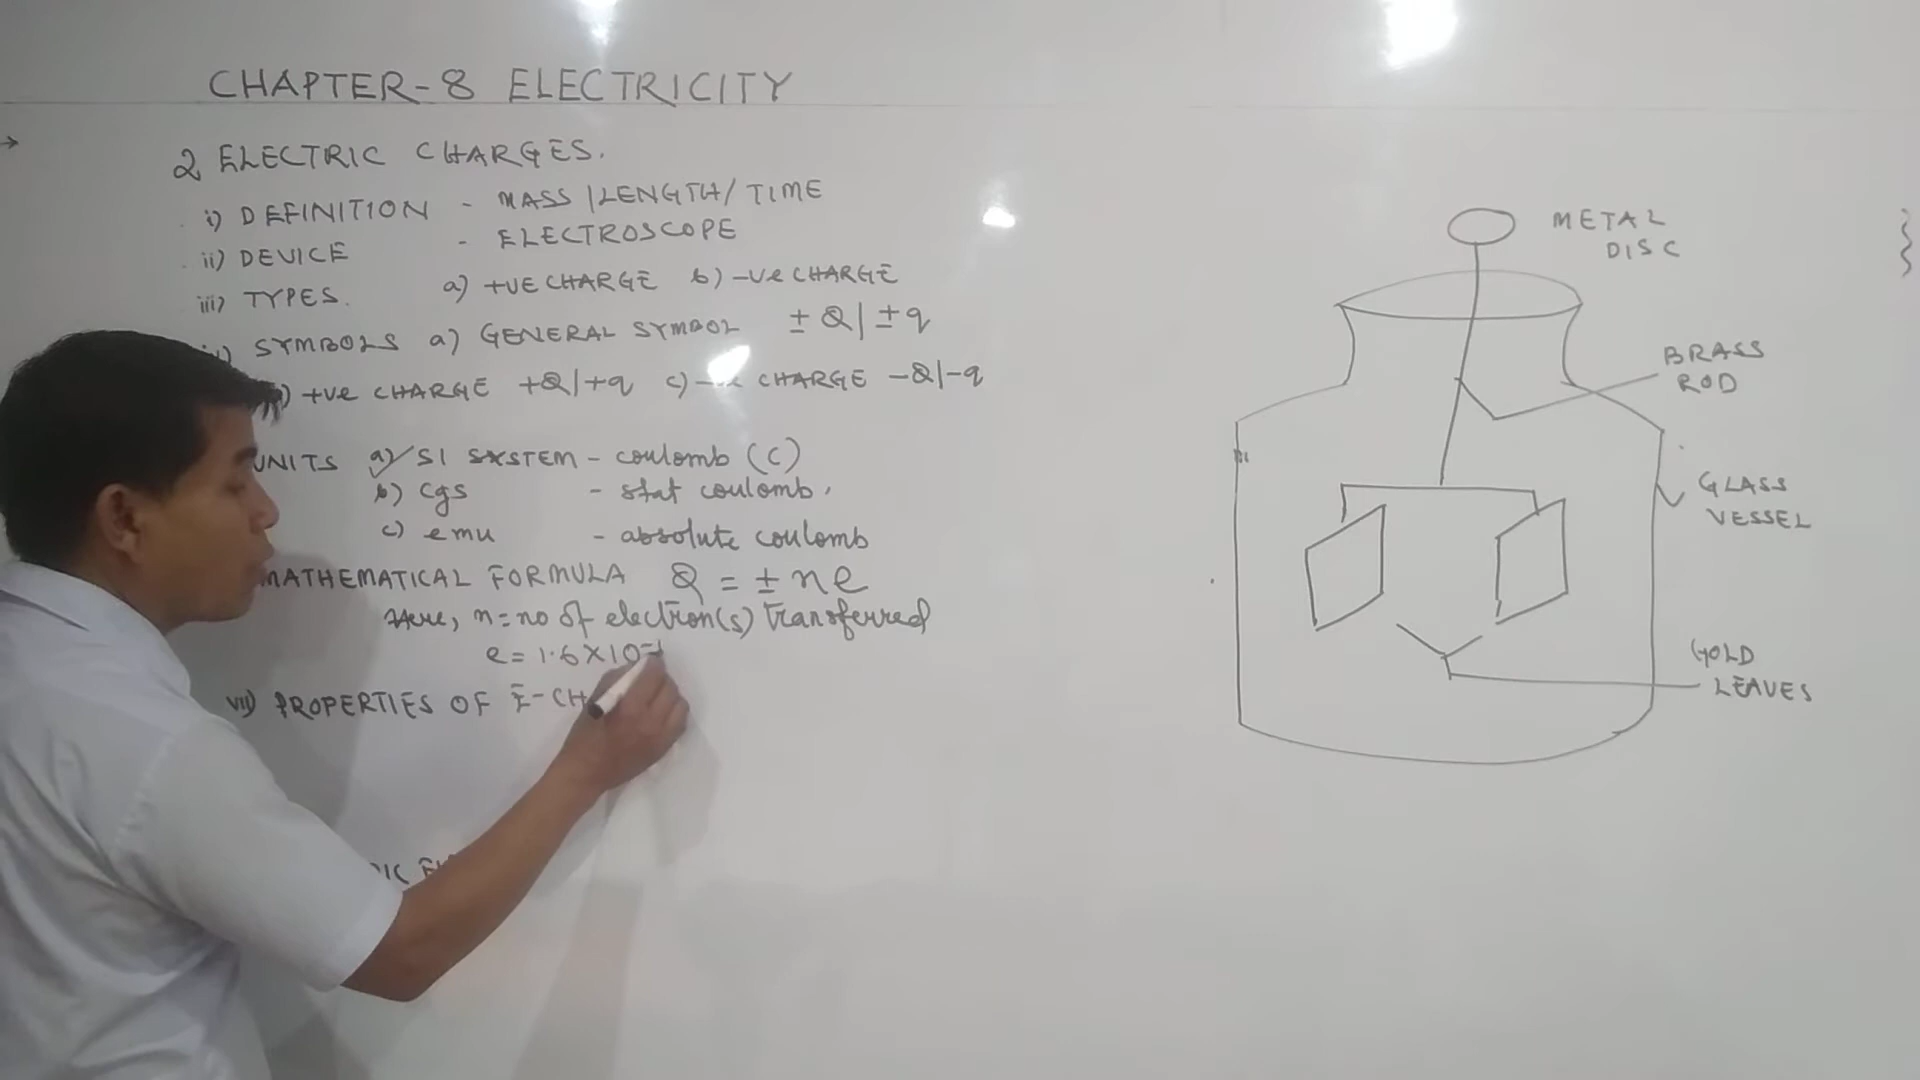 CHAPTER-8 ELECTRICITY
2 ELECTRIC CHARGES.
i) DEFINITION - MASS /LENGTH/ TIME
ii) DEVICE - ELECTROSCOPE
iii) TYPES. a) +VE CHARGE b) -ve CHARGE
SYMBOLS a) GENERAL SYMBOL ± Q/ ± q
+ve CHARGE +Q/+q c) CHARGE -Q/-q
UNITS a) SI SYSTEM - coulomb (C)
b) cgs - stat coulomb.
c) emu - absolute coulomb
MATHEMATICAL FORMULA Q = ± ne
Here, n = no of electron(s) transferred
e = 1.6×10
vii) PROPERTIES OF E-CH
METAL
DISC
BRASS
ROD
GLASS
VESSEL
GOLD
LEAVES